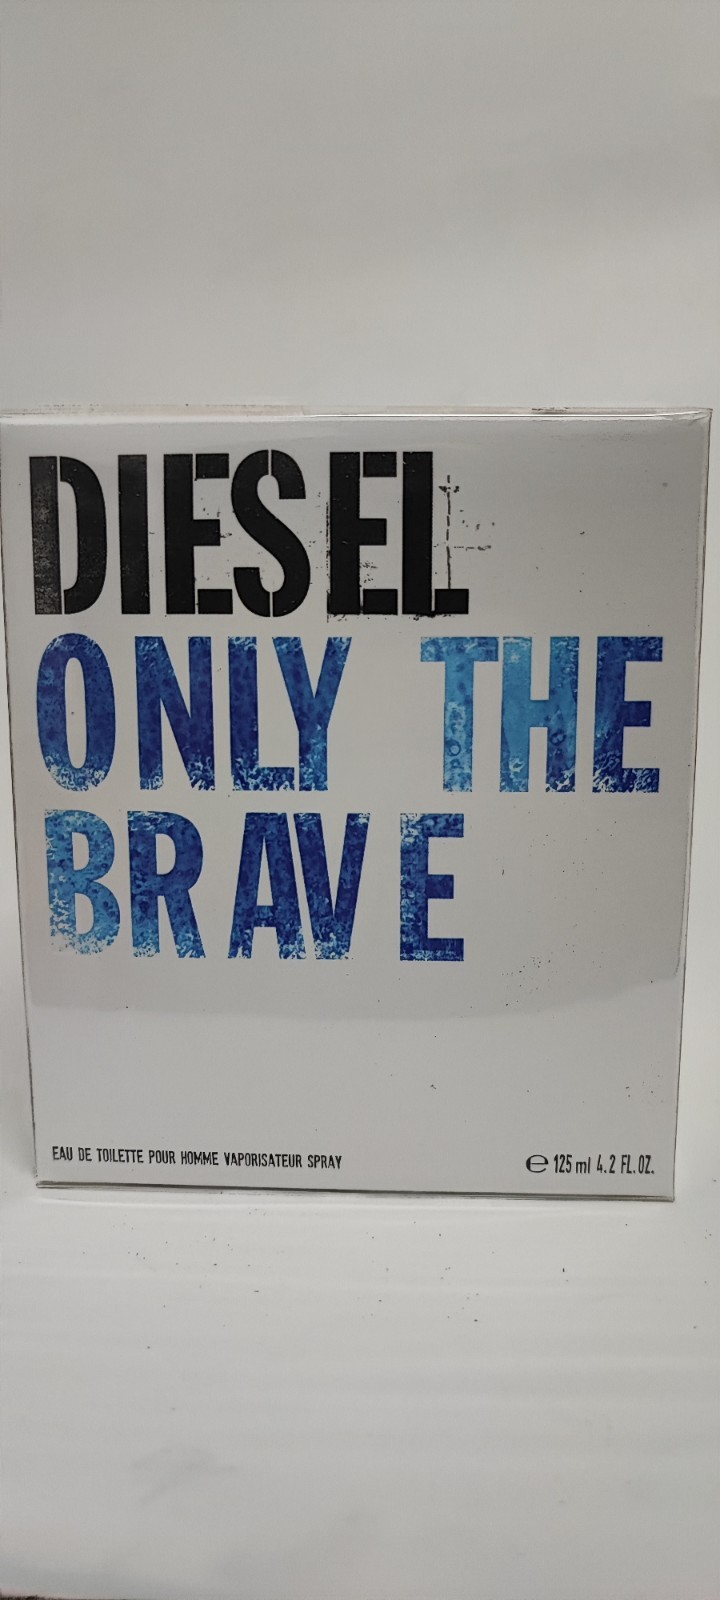 DIESEL
ONLY THE
BRAVE
EAU DE TOILETTE POUR HOMME VAPORISATEUR SPRAY
℮ 125 ml 4.2 FL.OZ.